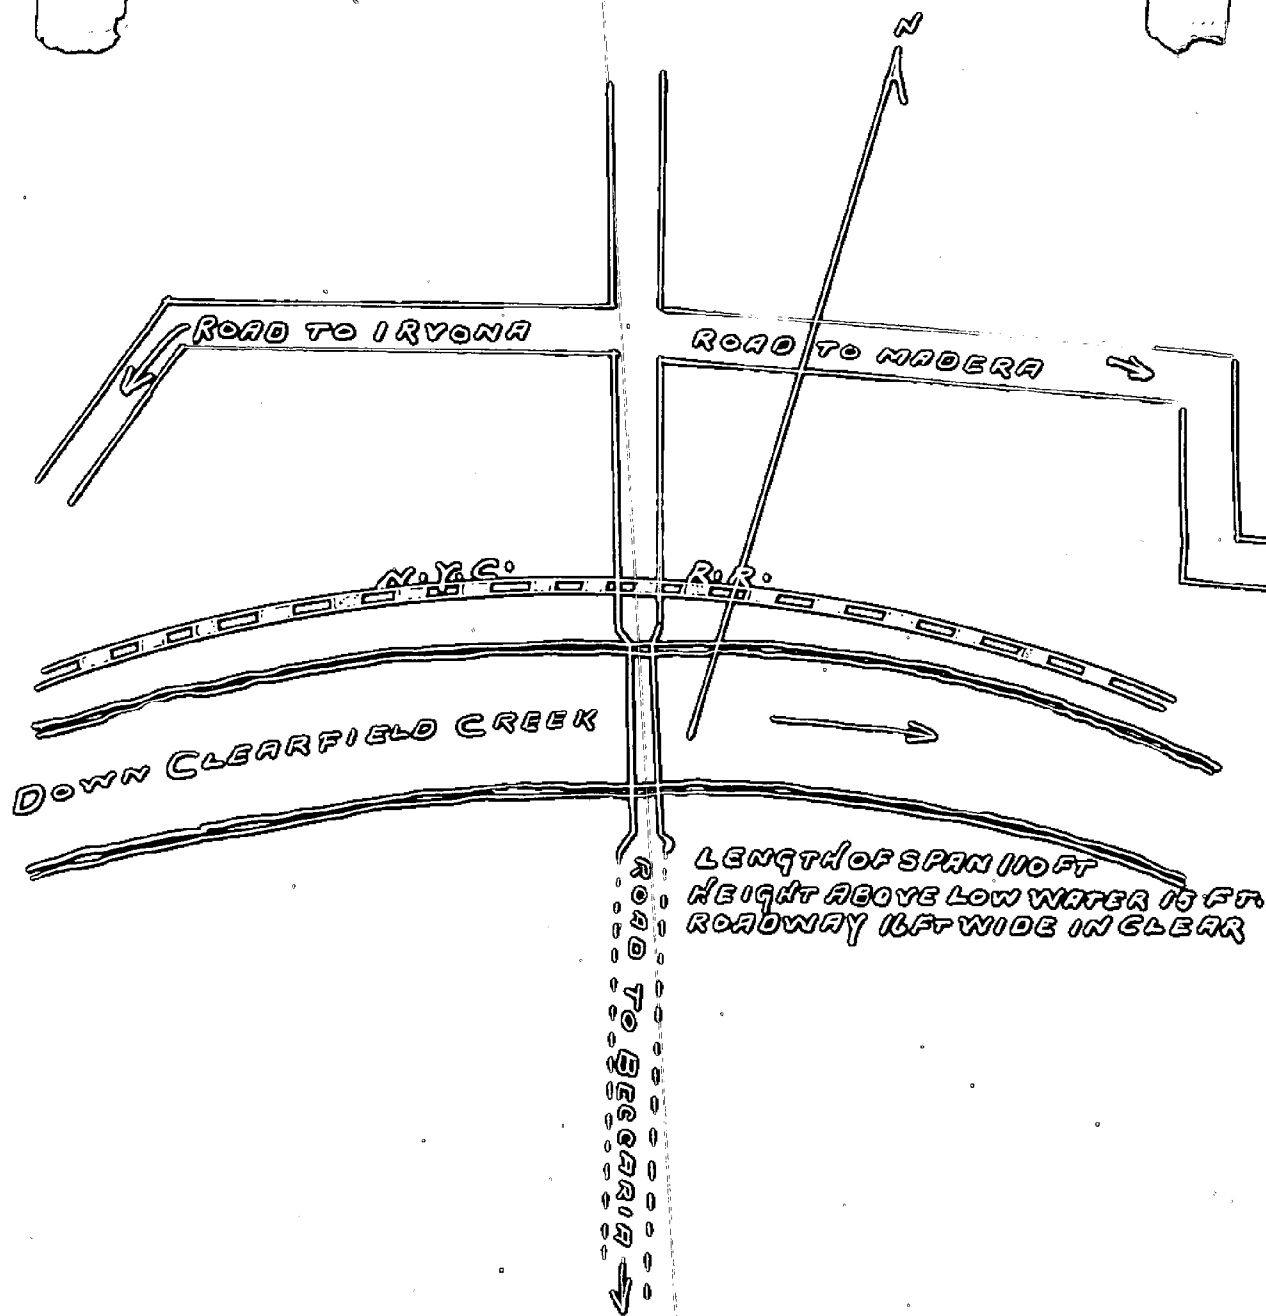 N
ROAD TO IRVONA
ROAD TO MADERA
N.Y.C. R.R.
DOWN CLEARFIELD CREEK
LENGTH OF SPAN 110 FT
HEIGHT ABOVE LOW WATER 15 FT.
ROADWAY 16 FT WIDE IN CLEAR
ROAD TO BECCARIA